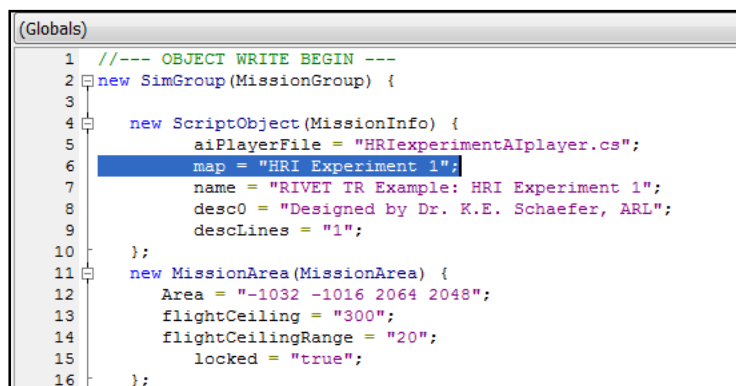 (Globals)
1 //--- OBJECT WRITE BEGIN ---
2 new SimGroup(MissionGroup) {
3
4 new ScriptObject(MissionInfo) {
5 aiPlayerFile = "HRIexperimentAIplayer.cs";
6 map = "HRI Experiment 1";
7 name = "RIVET TR Example: HRI Experiment 1";
8 desc0 = "Designed by Dr. K.E. Schaefer, ARL";
9 descLines = "1";
10 };
11 new MissionArea(MissionArea) {
12 Area = "-1032 -1016 2064 2048";
13 flightCeiling = "300";
14 flightCeilingRange = "20";
15 locked = "true";
16 };